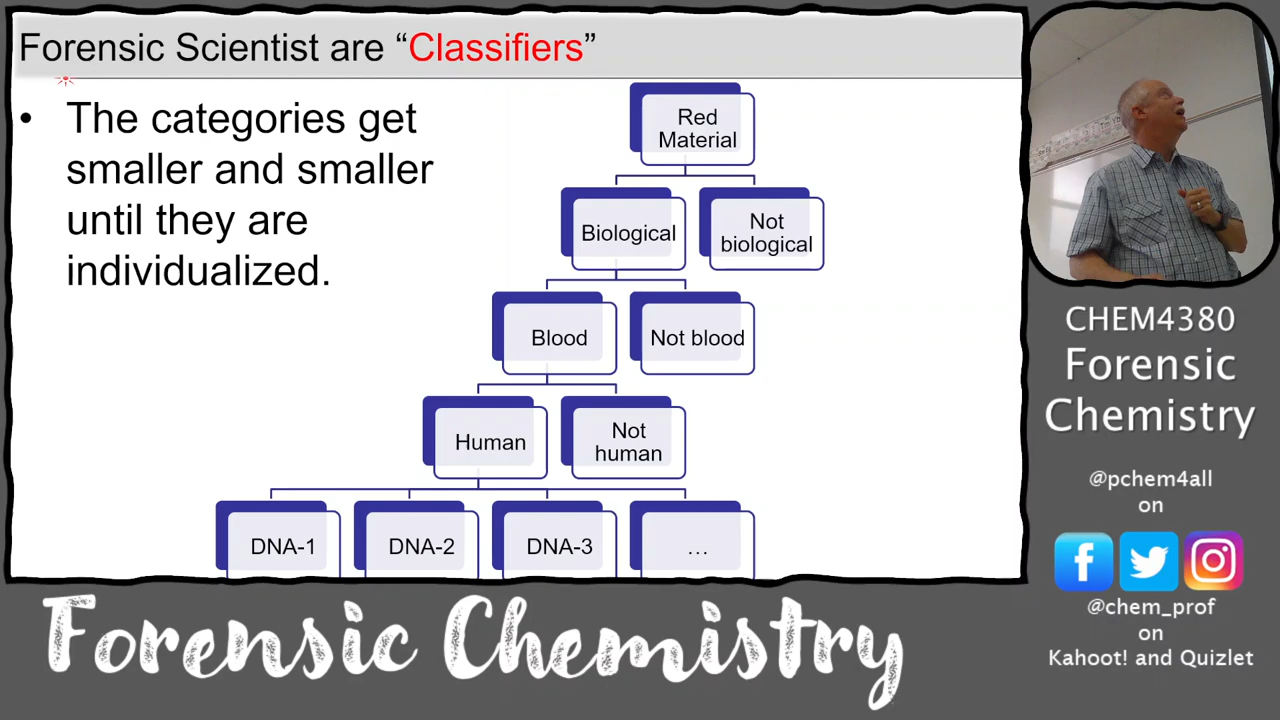 Forensic Scientist are “Classifiers”
• The categories get
smaller and smaller
until they are
individualized.
Red
Material
Biological
Not
biological
Blood
Not blood
Human
Not
human
DNA-1
DNA-2
DNA-3
…
CHEM4380
Forensic
Chemistry
@pchem4all
on
@chem_prof
on
Kahoot! and Quizlet
Forensic Chemistry